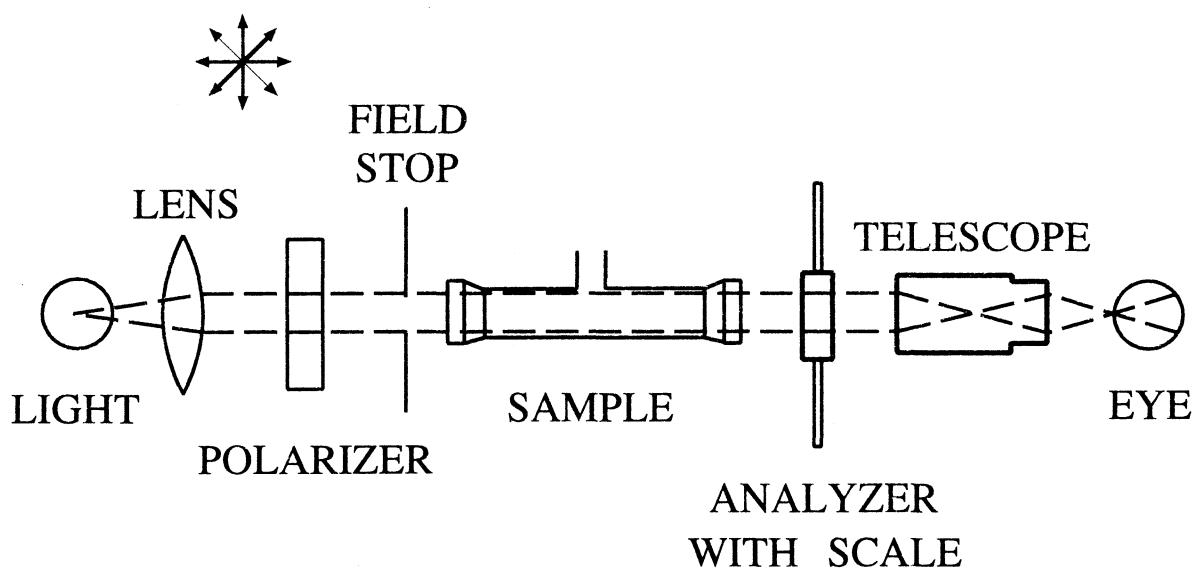 FIELD
STOP
LENS
TELESCOPE
LIGHT
SAMPLE
EYE
POLARIZER
ANALYZER
WITH SCALE